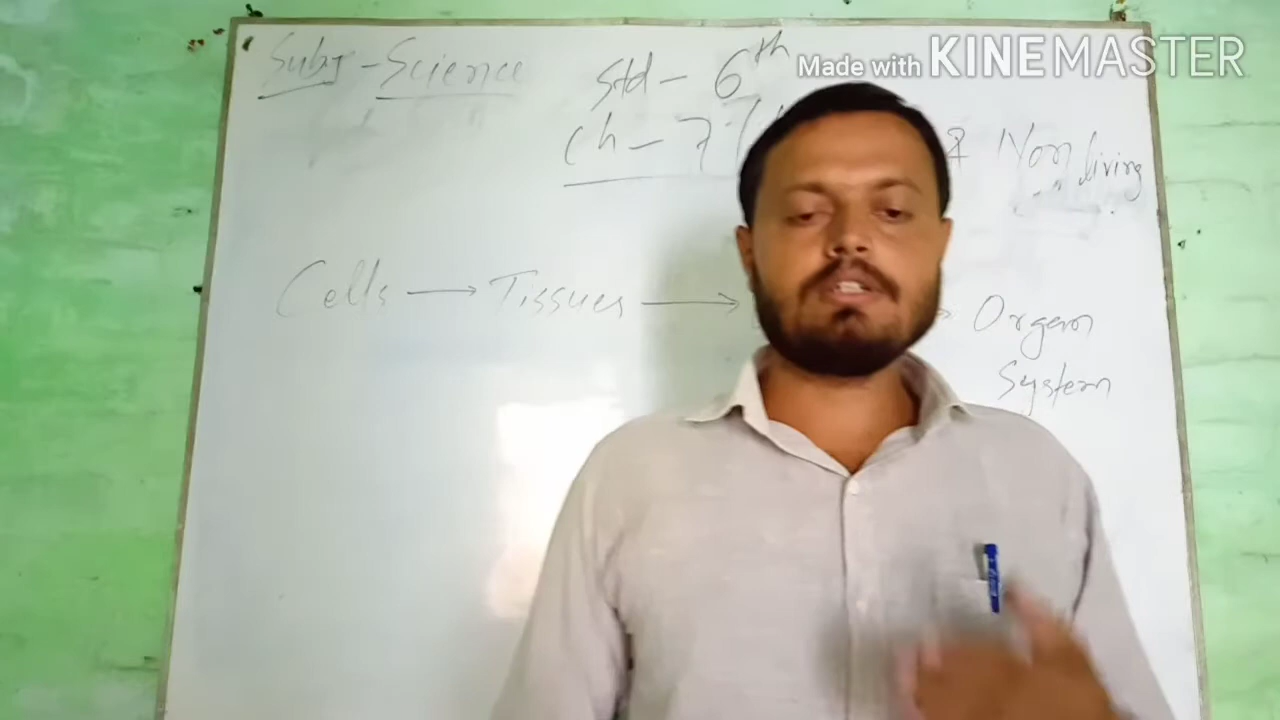 Subj - Science
Std - 6th
Made with KINEMASTER
Ch - 7
& Non living
Cells → Tissues → → Organ
System